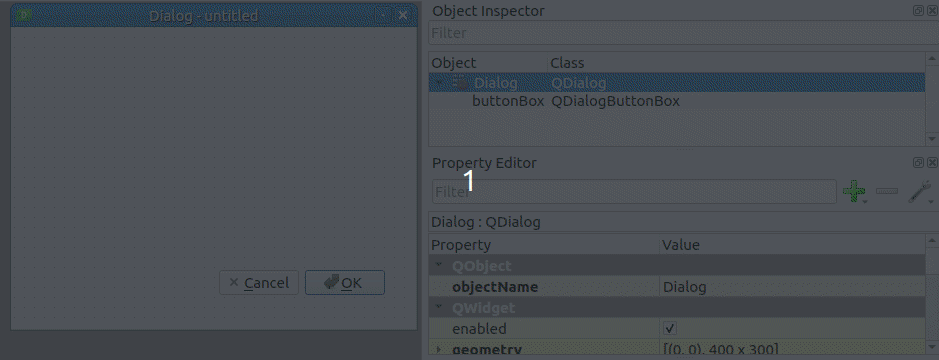 Dialog - untitled
Cancel
OK
Object Inspector
Filter
Object Class
Dialog QDialog
buttonBox QDialogButtonBox
Property Editor
1
Filter
Dialog : QDialog
Property Value
QObject
objectName Dialog
QWidget
enabled
geometry [(0, 0), 400 x 300]